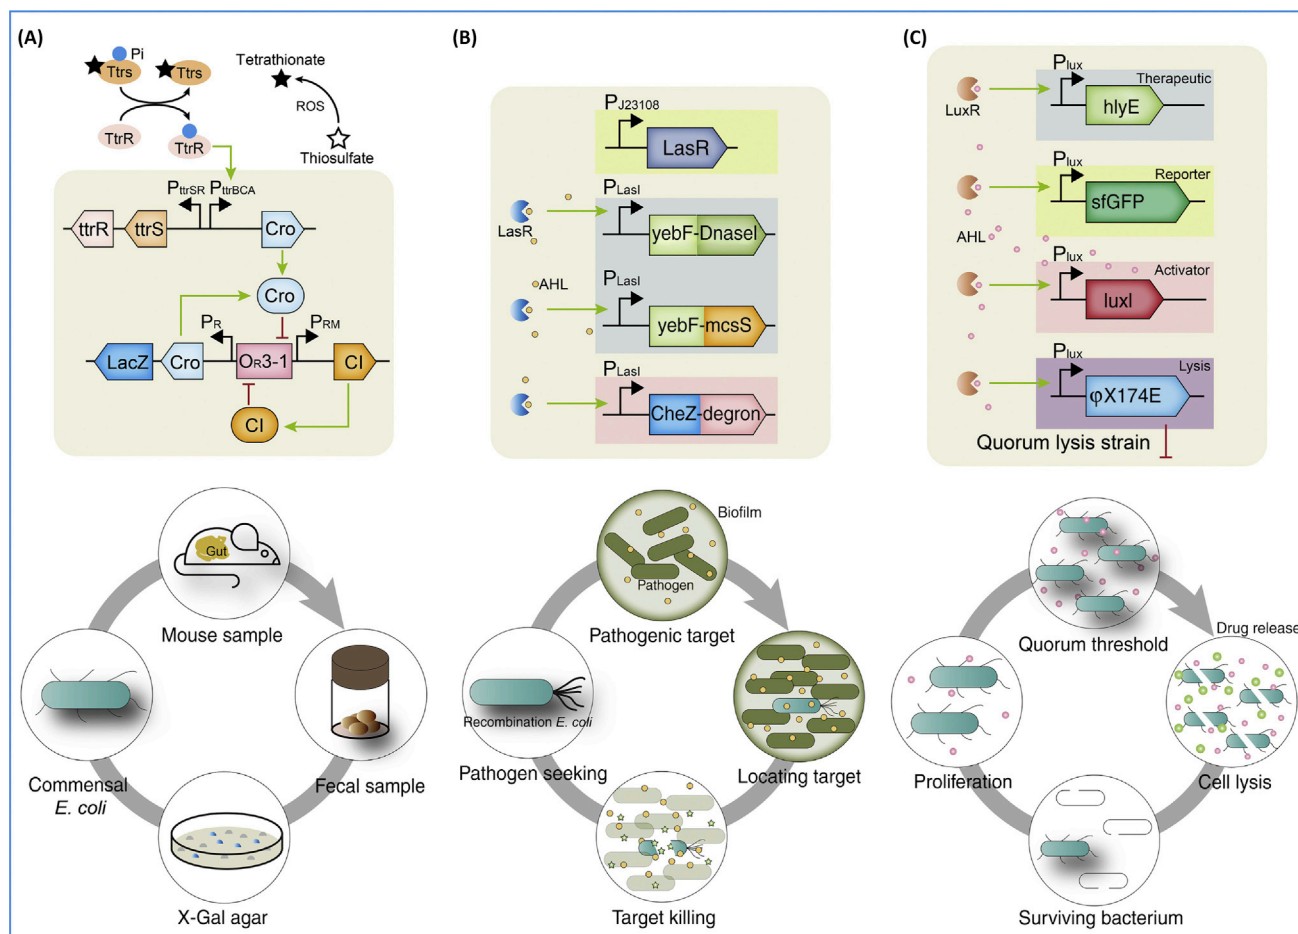 (A)
Pi
Ttrs
Ttrs
TtrR
TtrR
Tetrathionate
ROS
Thiosulfate
PttrSR
PttrBCA
ttrR
ttrS
Cro
Cro
PR
PRM
LacZ
Cro
OR3-1
CI
CI
Gut
Mouse sample
Commensal
E. coli
Fecal sample
X-Gal agar
(B)
PJ23108
LasR
PLasI
LasR
yebF-DnaseI
PLasI
AHL
yebF-mcsS
PLasI
CheZ-degron
Biofilm
Pathogen
Pathogenic target
Recombination E. coli
Pathogen seeking
Locating target
Target killing
(C)
Plux
Therapeutic
LuxR
hlyE
Plux
Reporter
sfGFP
AHL
Plux
Activator
luxI
Plux
Lysis
φX174E
Quorum lysis strain
Quorum threshold
Drug release
Proliferation
Cell lysis
Surviving bacterium